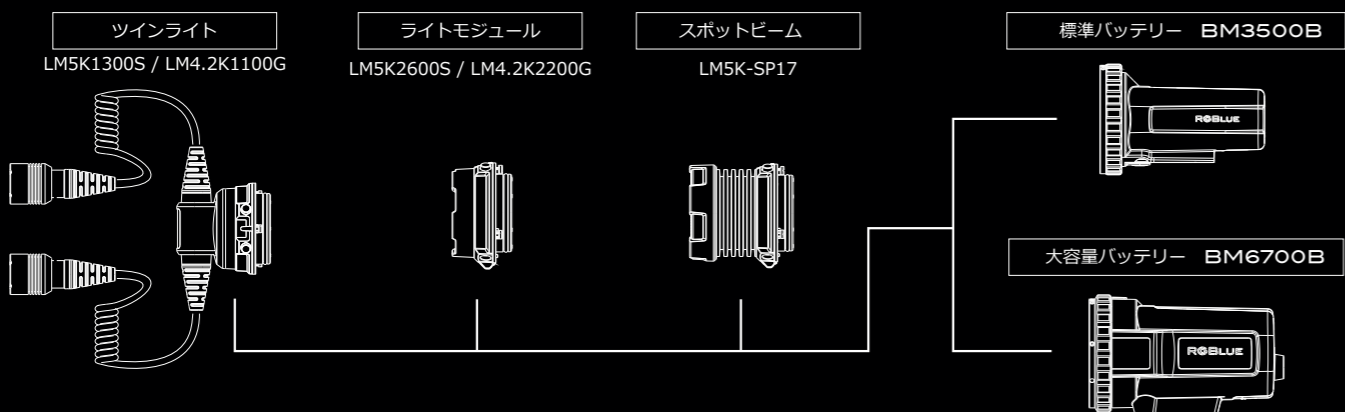 ツインライト
LM5K1300S / LM4.2K1100G
ライトモジュール
LM5K2600S / LM4.2K2200G
スポットビーム
LM5K-SP17
標準バッテリー BM3500B
RGBLUE
大容量バッテリー BM6700B
RGBLUE